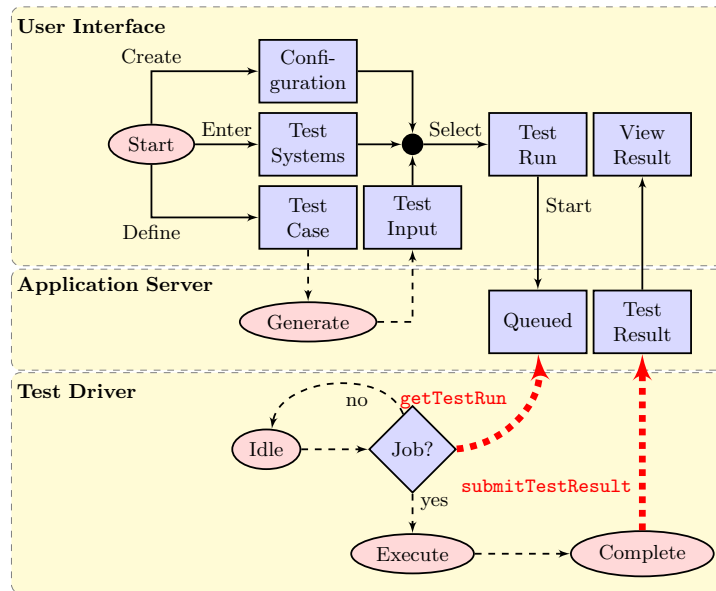 User Interface
Create
Confi-
guration
Start
Enter
Test
Systems
Select
Test
Run
View
Result
Define
Test
Case
Test
Input
Start
Application Server
Generate
Queued
Test
Result
Test Driver
no
getTestRun
Idle
Job?
submitTestResult
yes
Execute
Complete